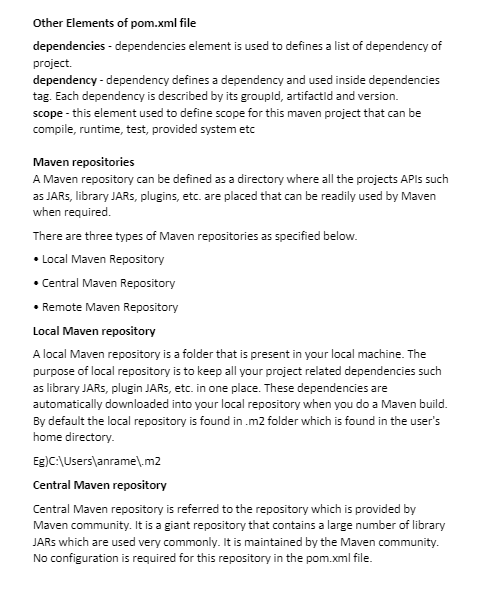 Other Elements of pom.xml file
dependencies - dependencies element is used to defines a list of dependency of
project.
dependency - dependency defines a dependency and used inside dependencies
tag. Each dependency is described by its groupId, artifactId and version.
scope - this element used to define scope for this maven project that can be
compile, runtime, test, provided system etc
Maven repositories
A Maven repository can be defined as a directory where all the projects APIs such
as JARs, library JARs, plugins, etc. are placed that can be readily used by Maven
when required.
There are three types of Maven repositories as specified below.
• Local Maven Repository
• Central Maven Repository
• Remote Maven Repository
Local Maven repository
A local Maven repository is a folder that is present in your local machine. The
purpose of local repository is to keep all your project related dependencies such
as library JARs, plugin JARs, etc. in one place. These dependencies are
automatically downloaded into your local repository when you do a Maven build.
By default the local repository is found in .m2 folder which is found in the user's
home directory.
Eg)C:\Users\anrame\.m2
Central Maven repository
Central Maven repository is referred to the repository which is provided by
Maven community. It is a giant repository that contains a large number of library
JARs which are used very commonly. It is maintained by the Maven community.
No configuration is required for this repository in the pom.xml file.